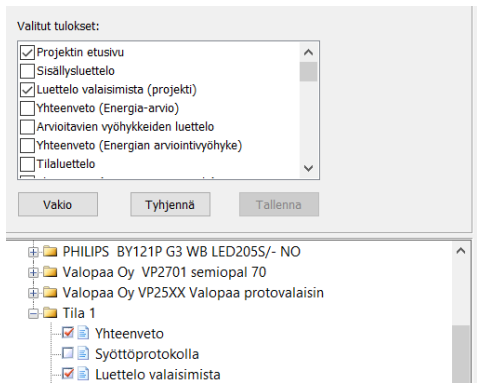 Valitut tulokset:
Projektin etusivu
Sisällysluettelo
Luettelo valaisimista (projekti)
Yhteenveto (Energia-arvio)
Arvioitavien vyöhykkeiden luettelo
Yhteenveto (Energian arviointivyöhyke)
Tilaluettelo
Vakio Tyhjennä Tallenna
PHILIPS BY121P G3 WB LED205S/- NO
Valopaa Oy VP2701 semiopal 70
Valopaa Oy VP25XX Valopaa protovalaisin
Tila 1
Yhteenveto
Syöttöprotokolla
Luettelo valaisimista